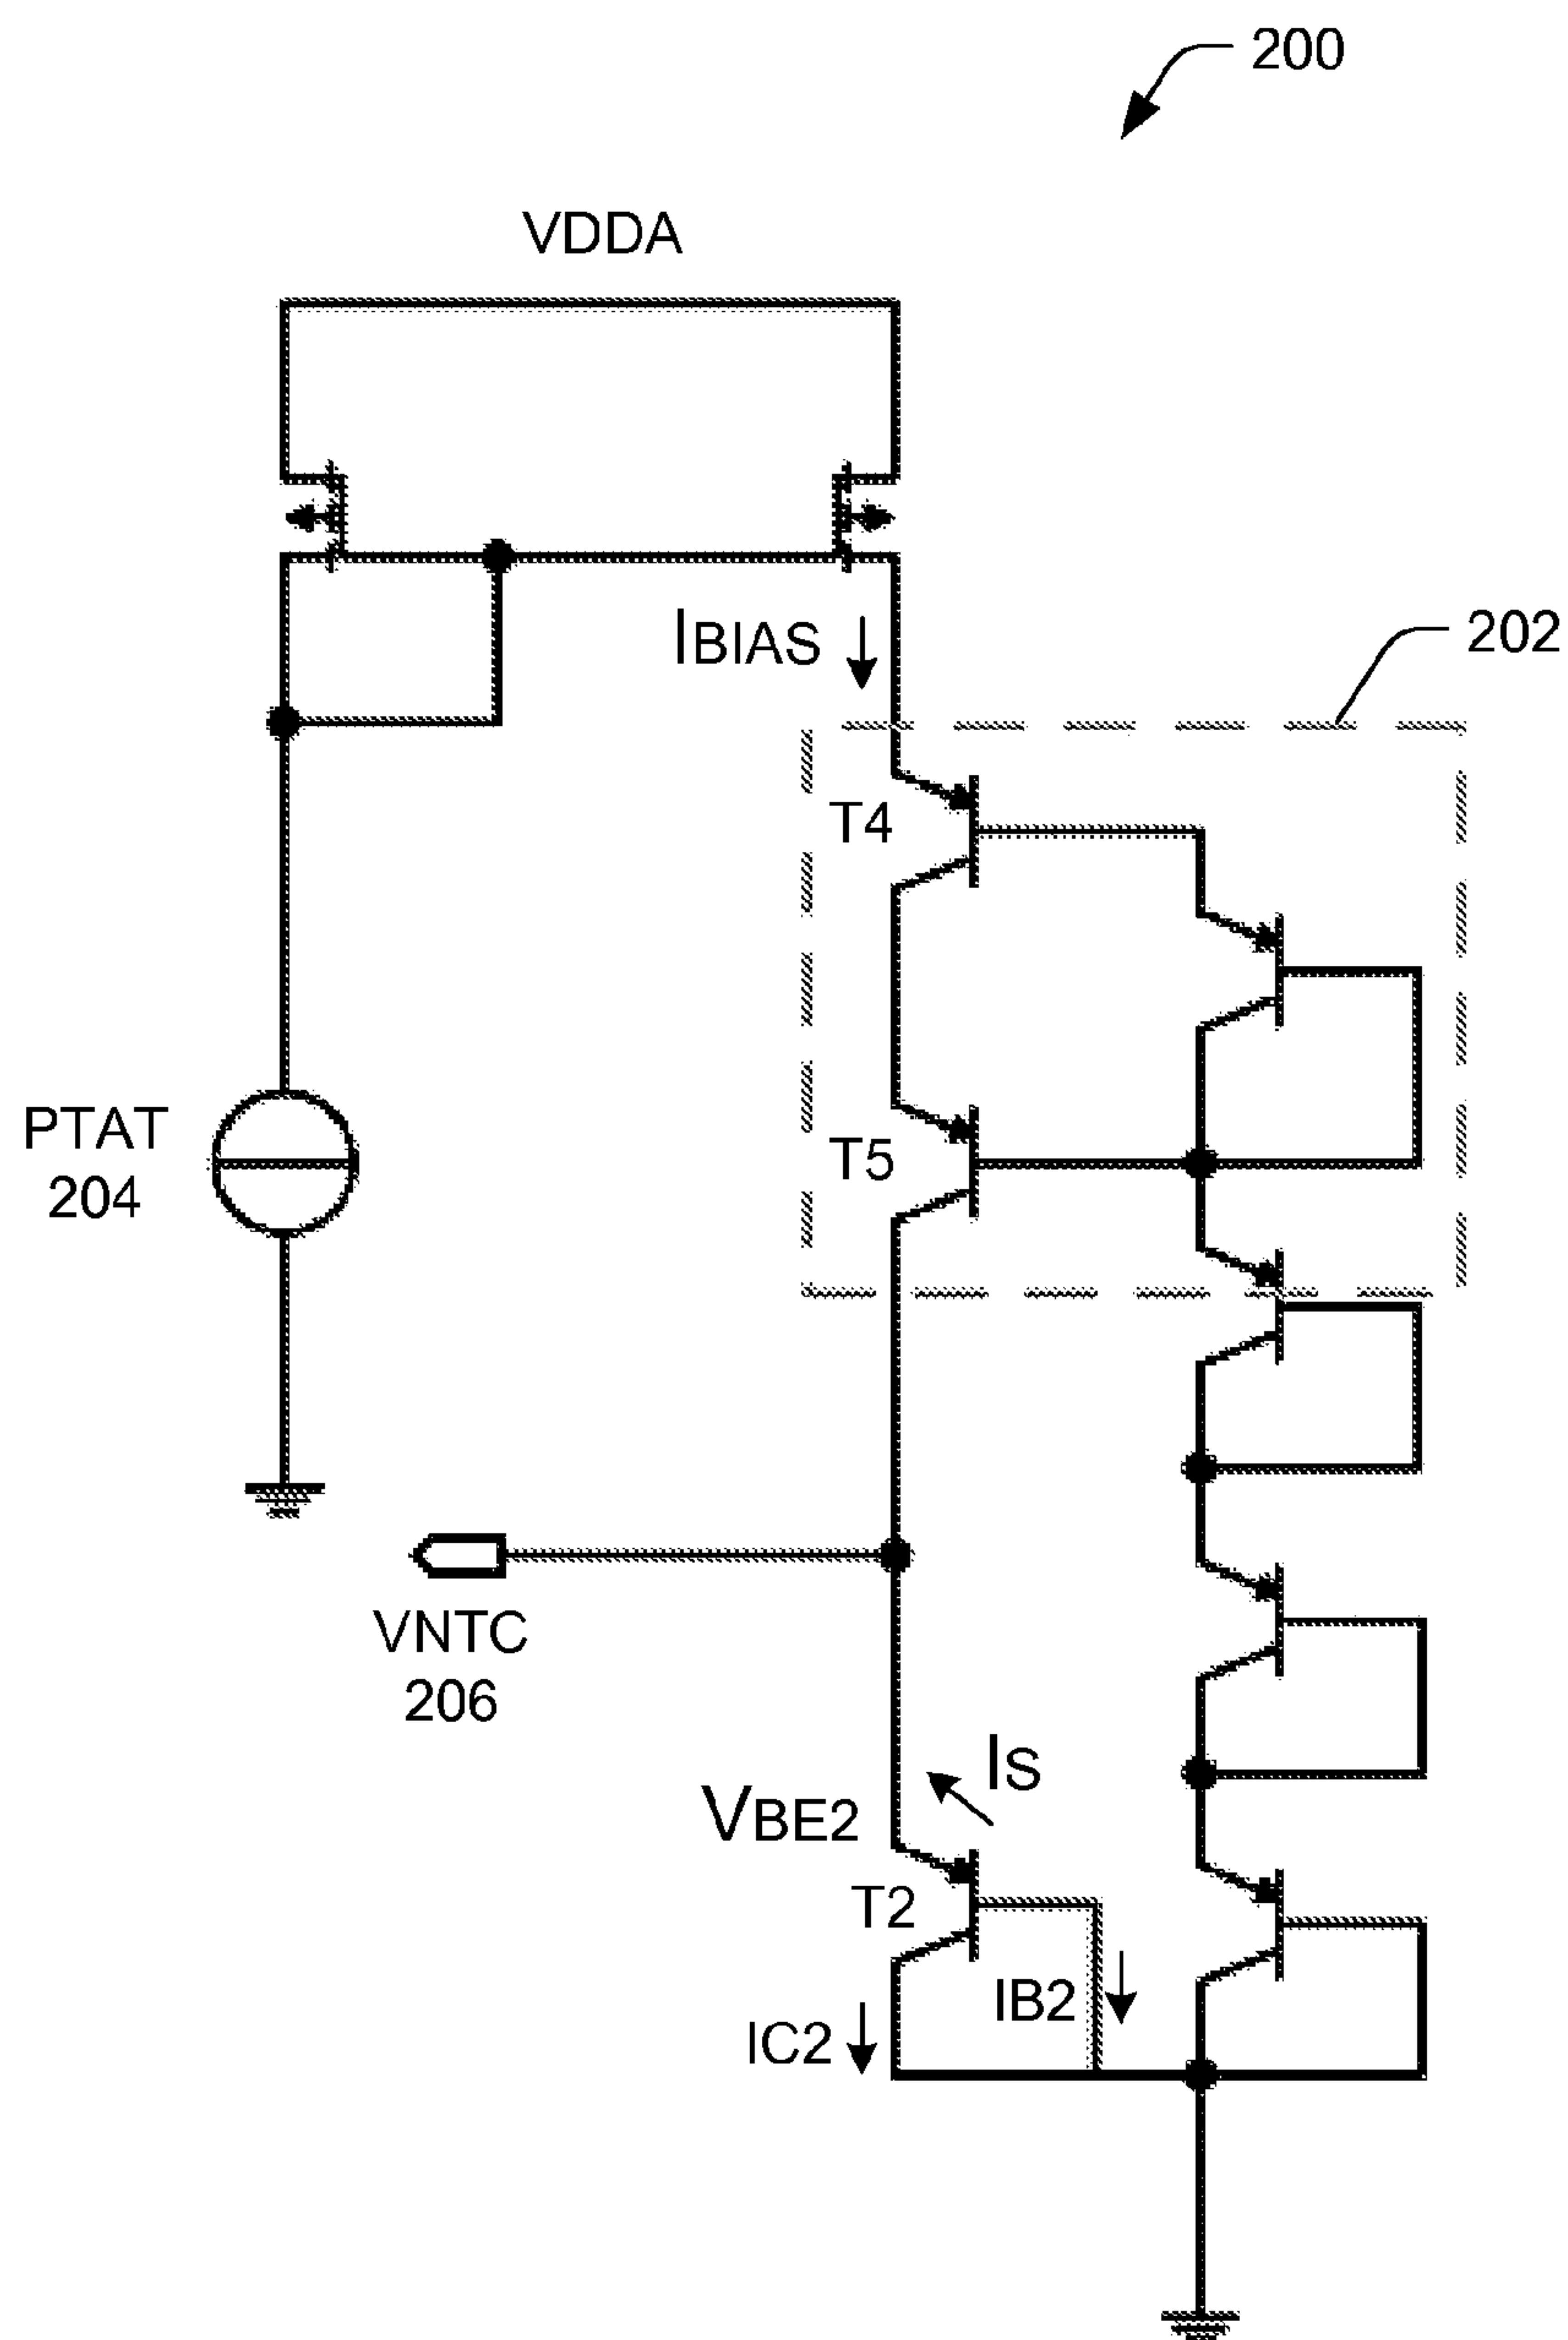 200
VDDA
IBIAS
202
T4
PTAT
204
T5
VNTC
206
IS
VBE2
T2
IB2
IC2